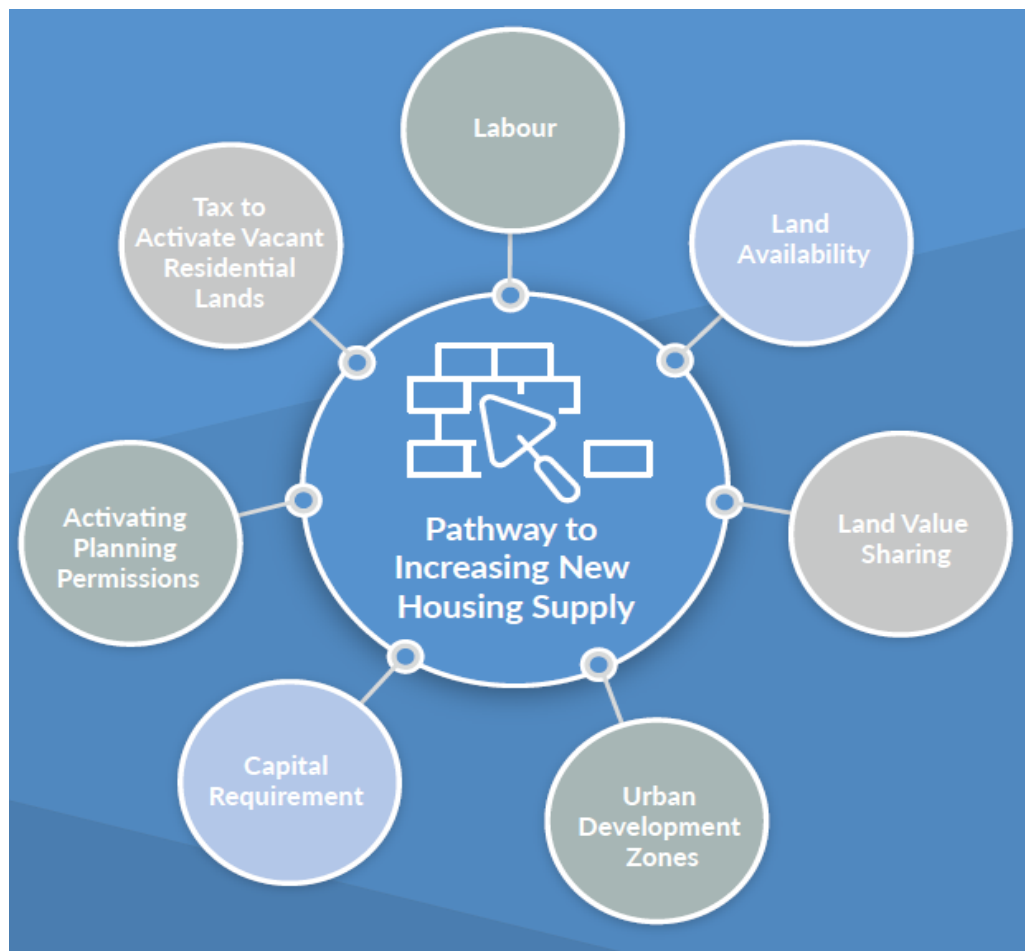 Labour
Land
Availability
Land Value
Sharing
Urban
Development
Zones
Capital
Requirement
Activating
Planning
Permissions
Tax to
Activate Vacant
Residential
Lands
Pathway to
Increasing New
Housing Supply